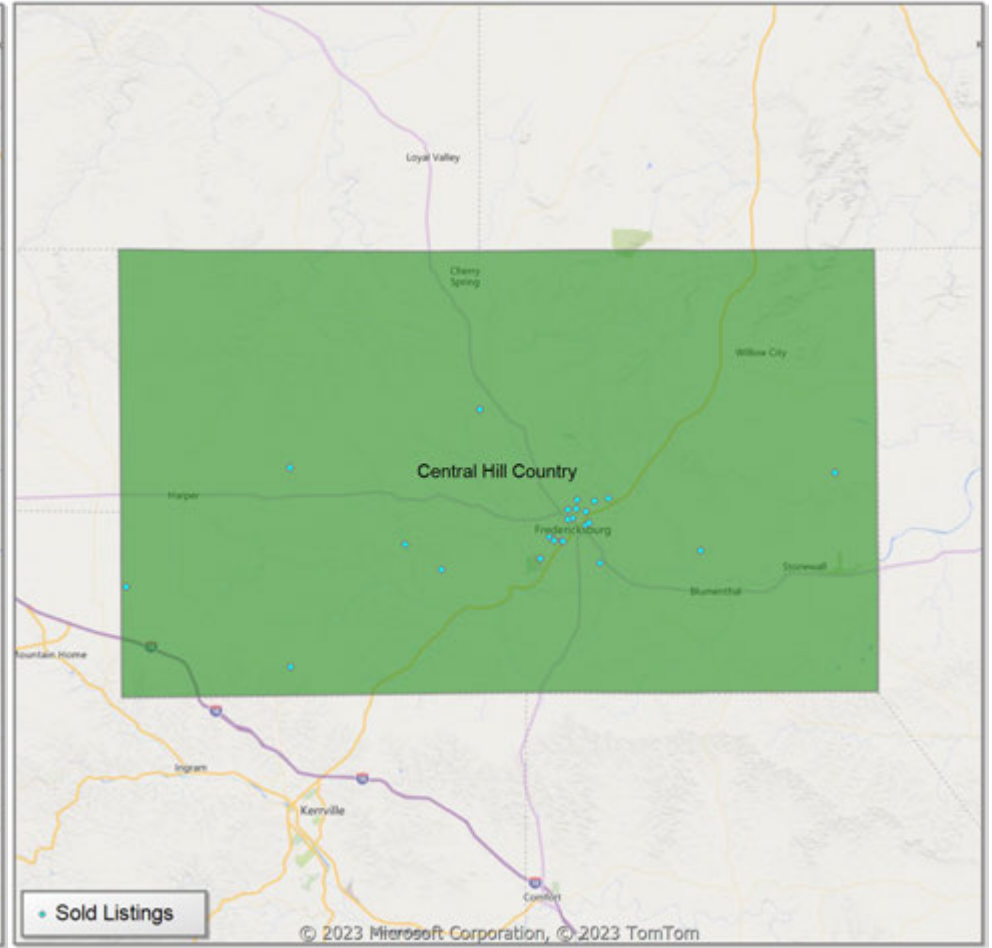 Loyal Valley
Cherry
Spring
Willow City
Central Hill Country
Harper
Fredericksburg
Stonewall
Blumenthal
ountain Home
Ingram
Kerrville
Comfort
Sold Listings
© 2023 Microsoft Corporation, © 2023 TomTom